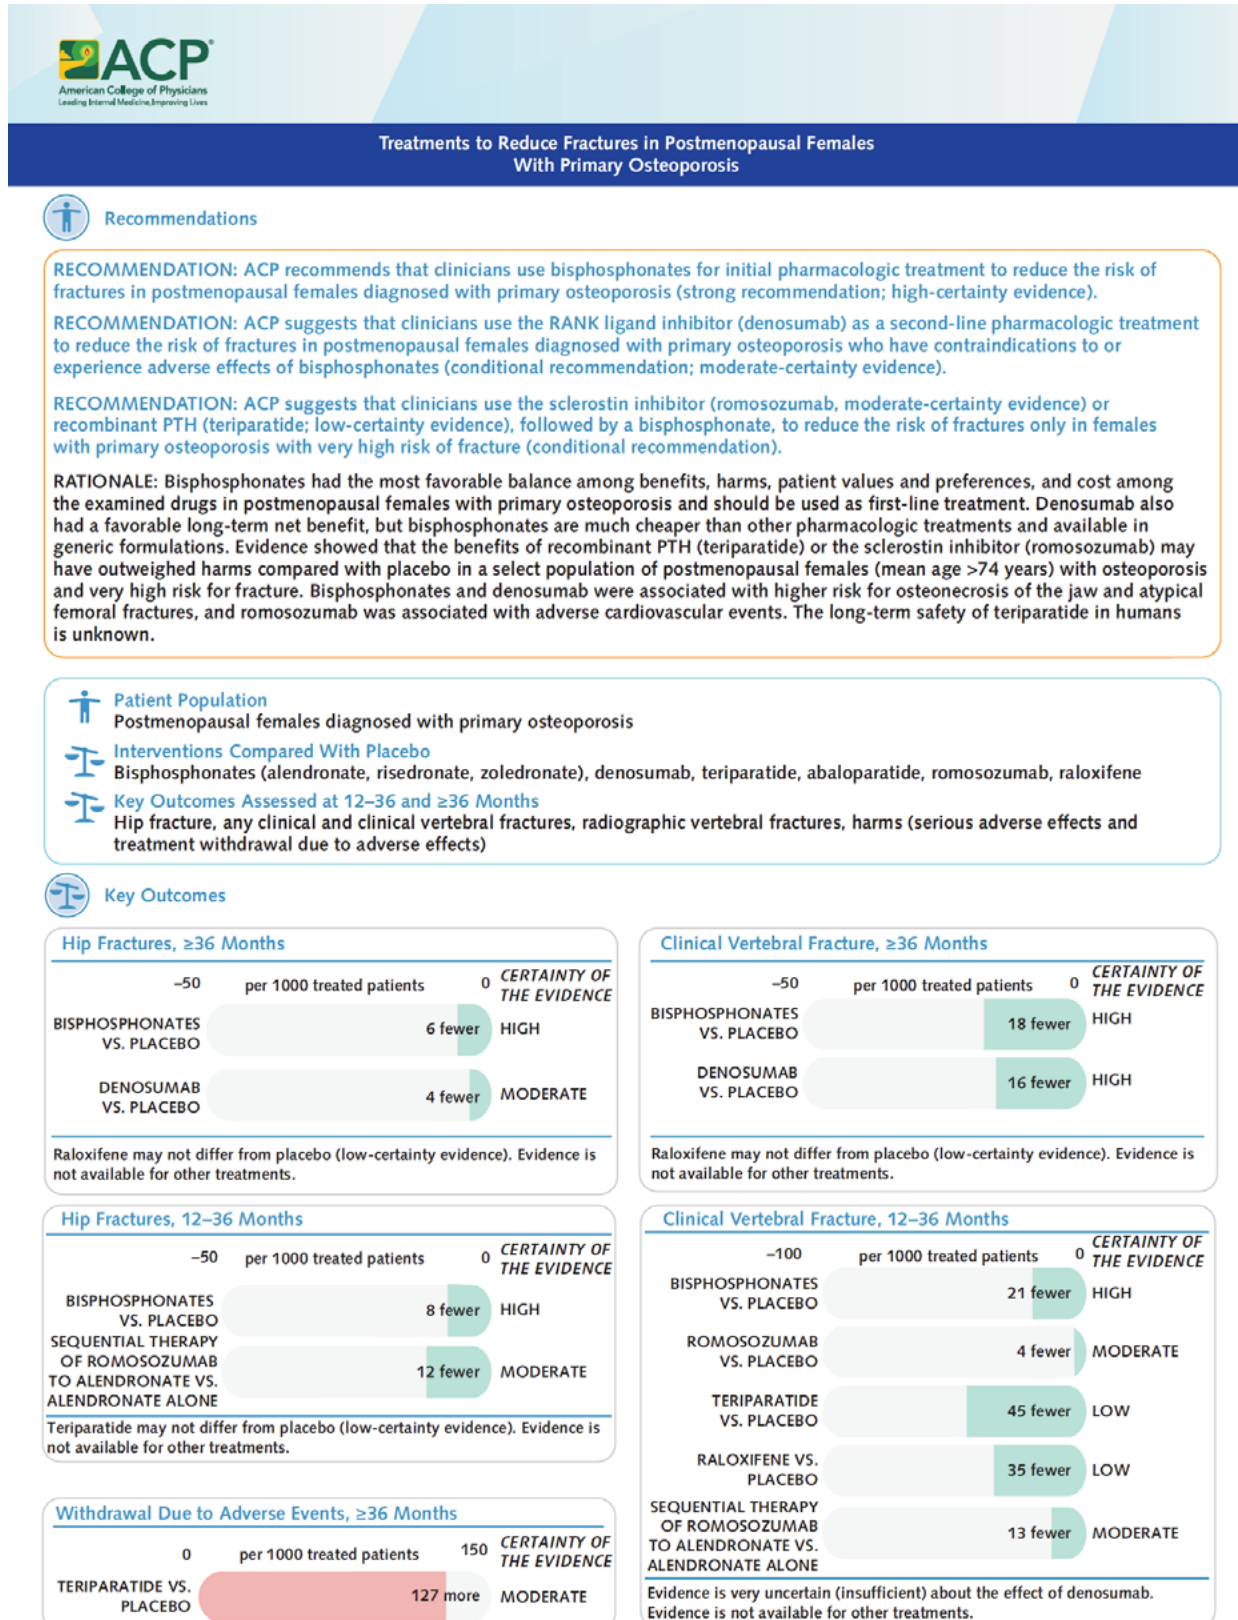 ACP®
American College of Physicians
Leading Internal Medicine, Improving Lives
Treatments to Reduce Fractures in Postmenopausal Females
With Primary Osteoporosis
Recommendations
RECOMMENDATION: ACP recommends that clinicians use bisphosphonates for initial pharmacologic treatment to reduce the risk of
fractures in postmenopausal females diagnosed with primary osteoporosis (strong recommendation; high-certainty evidence).
RECOMMENDATION: ACP suggests that clinicians use the RANK ligand inhibitor (denosumab) as a second-line pharmacologic treatment
to reduce the risk of fractures in postmenopausal females diagnosed with primary osteoporosis who have contraindications to or
experience adverse effects of bisphosphonates (conditional recommendation; moderate-certainty evidence).
RECOMMENDATION: ACP suggests that clinicians use the sclerostin inhibitor (romosozumab, moderate-certainty evidence) or
recombinant PTH (teriparatide; low-certainty evidence), followed by a bisphosphonate, to reduce the risk of fractures only in females
with primary osteoporosis with very high risk of fracture (conditional recommendation).
RATIONALE: Bisphosphonates had the most favorable balance among benefits, harms, patient values and preferences, and cost among
the examined drugs in postmenopausal females with primary osteoporosis and should be used as first-line treatment. Denosumab also
had a favorable long-term net benefit, but bisphosphonates are much cheaper than other pharmacologic treatments and available in
generic formulations. Evidence showed that the benefits of recombinant PTH (teriparatide) or the sclerostin inhibitor (romosozumab) may
have outweighed harms compared with placebo in a select population of postmenopausal females (mean age >74 years) with osteoporosis
and very high risk for fracture. Bisphosphonates and denosumab were associated with higher risk for osteonecrosis of the jaw and atypical
femoral fractures, and romosozumab was associated with adverse cardiovascular events. The long-term safety of teriparatide in humans
is unknown.
Patient Population
Postmenopausal females diagnosed with primary osteoporosis
Interventions Compared With Placebo
Bisphosphonates (alendronate, risedronate, zoledronate), denosumab, teriparatide, abaloparatide, romosozumab, raloxifene
Key Outcomes Assessed at 12–36 and ≥36 Months
Hip fracture, any clinical and clinical vertebral fractures, radiographic vertebral fractures, harms (serious adverse effects and
treatment withdrawal due to adverse effects)
Key Outcomes
Hip Fractures, ≥36 Months
–50 per 1000 treated patients 0 CERTAINTY OF
THE EVIDENCE
BISPHOSPHONATES
VS. PLACEBO
6 fewer HIGH
DENOSUMAB
VS. PLACEBO
4 fewer MODERATE
Raloxifene may not differ from placebo (low-certainty evidence). Evidence is
not available for other treatments.
Clinical Vertebral Fracture, ≥36 Months
–50 per 1000 treated patients 0 CERTAINTY OF
THE EVIDENCE
BISPHOSPHONATES
VS. PLACEBO
18 fewer HIGH
DENOSUMAB
VS. PLACEBO
16 fewer HIGH
Raloxifene may not differ from placebo (low-certainty evidence). Evidence is
not available for other treatments.
Hip Fractures, 12–36 Months
–50 per 1000 treated patients 0 CERTAINTY OF
THE EVIDENCE
BISPHOSPHONATES
VS. PLACEBO
8 fewer HIGH
SEQUENTIAL THERAPY
OF ROMOSOZUMAB
TO ALENDRONATE VS.
ALENDRONATE ALONE
12 fewer MODERATE
Teriparatide may not differ from placebo (low-certainty evidence). Evidence is
not available for other treatments.
Clinical Vertebral Fracture, 12–36 Months
–100 per 1000 treated patients 0 CERTAINTY OF
THE EVIDENCE
BISPHOSPHONATES
VS. PLACEBO
21 fewer HIGH
ROMOSOZUMAB
VS. PLACEBO
4 fewer MODERATE
TERIPARATIDE
VS. PLACEBO
45 fewer LOW
RALOXIFENE VS.
PLACEBO
35 fewer LOW
SEQUENTIAL THERAPY
OF ROMOSOZUMAB
TO ALENDRONATE VS.
ALENDRONATE ALONE
13 fewer MODERATE
Evidence is very uncertain (insufficient) about the effect of denosumab.
Evidence is not available for other treatments.
Withdrawal Due to Adverse Events, ≥36 Months
0 per 1000 treated patients 150 CERTAINTY OF
THE EVIDENCE
TERIPARATIDE VS.
PLACEBO
127 more MODERATE